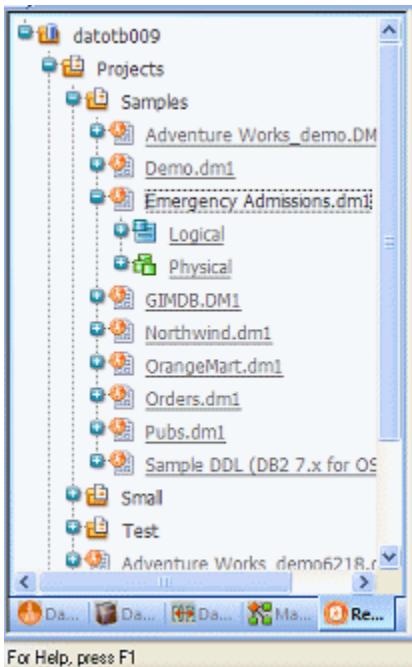 datotb009
Projects
Samples
Adventure Works_demo.DM
Demo.dm1
Emergency Admissions.dm1
Logical
Physical
GIMDB.DM1
Northwind.dm1
OrangeMart.dm1
Orders.dm1
Pubs.dm1
Sample DDL (DB2 7.x for OS
Small
Test
Adventure Works_demo6218.
Da... Da... Da... Ma... Re...
For Help, press F1